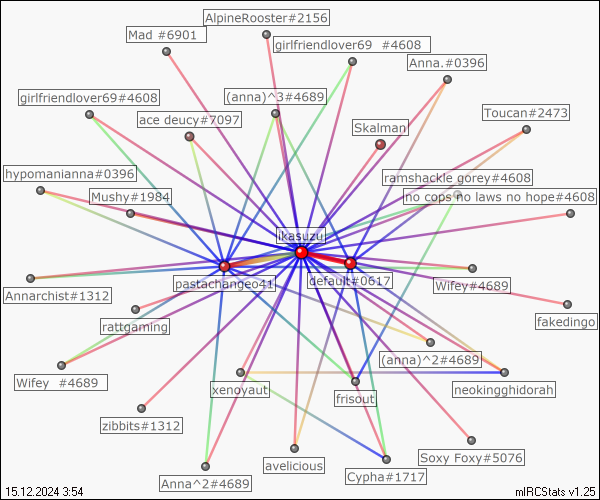 AlpineRooster#2156
Mad #6901
girlfriendlover69  #4608
Anna.#0396
girlfriendlover69#4608
(anna)^3#4689
Toucan#2473
ace deucy#7097
Skalman
hypomanianna#0396
ramshackle gorey#4608
Mushy#1984
no cops no laws no hope#4608
ikasuzu
pastachangeo41
default#0617
Wifey#4689
Annarchist#1312
rattgaming
fakedingo
(anna)^2#4689
Wifey  #4689
xenoyaut
frisout
neokingghidorah
zibbits#1312
avelicious
Soxy Foxy#5076
Anna^2#4689
Cypha#1717
15.12.2024 3:54
mIRCStats v1.25